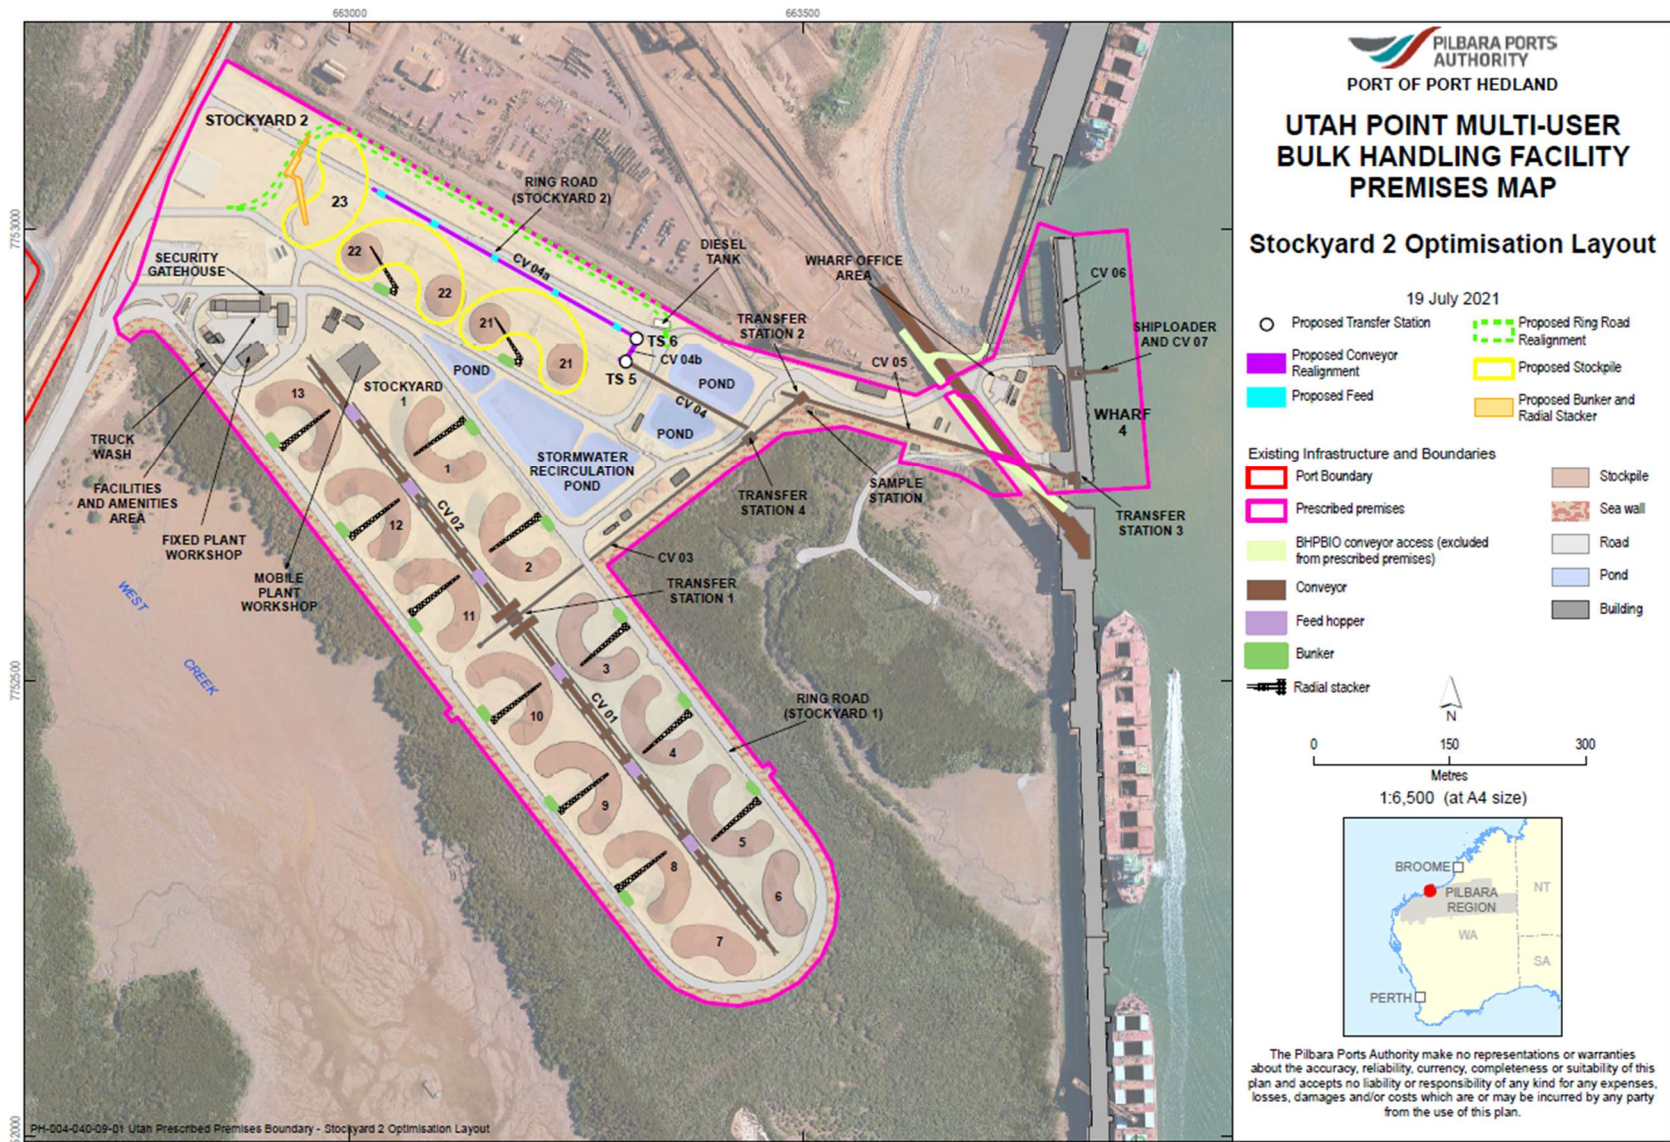 663000
663500
7753000
7752500
STOCKYARD 2
RING ROAD
(STOCKYARD 2)
23
22
22
21
21
CV 04a
SECURITY
GATEHOUSE
DIESEL
TANK
WHARF OFFICE
AREA
CV 06
TRANSFER
STATION 2
SHIPLOADER
AND CV 07
TS 6
CV 04b
TS 5
CV 05
POND
POND
POND
CV 04
STOCKYARD
1
WHARF
4
TRUCK
WASH
FACILITIES
AND AMENITIES
AREA
FIXED PLANT
WORKSHOP
MOBILE
PLANT
WORKSHOP
STORMWATER
RECIRCULATION
POND
TRANSFER
STATION 4
SAMPLE
STATION
TRANSFER
STATION 3
CV 03
TRANSFER
STATION 1
13
1
12
CV 02
2
11
3
10
CV 01
4
9
5
8
6
7
RING ROAD
(STOCKYARD 1)
WEST
CREEK
PH-004-040-09-01 Utah Prescribed Premises Boundary - Stockyard 2 Optimisation Layout
PILBARA PORTS
AUTHORITY
PORT OF PORT HEDLAND
UTAH POINT MULTI-USER
BULK HANDLING FACILITY
PREMISES MAP
Stockyard 2 Optimisation Layout
19 July 2021
Proposed Transfer Station
Proposed Conveyor
Realignment
Proposed Feed
Proposed Ring Road
Realignment
Proposed Stockpile
Proposed Bunker and
Radial Stacker
Existing Infrastructure and Boundaries
Port Boundary
Prescribed premises
BHPBIO conveyor access (excluded
from prescribed premises)
Conveyor
Feed hopper
Bunker
Radial stacker
Stockpile
Sea wall
Road
Pond
Building
N
0 150 300
Metres
1:6,500 (at A4 size)
BROOME
PILBARA
REGION
NT
WA
SA
PERTH
The Pilbara Ports Authority make no representations or warranties
about the accuracy, reliability, currency, completeness or suitability of this
plan and accepts no liability or responsibility of any kind for any expenses,
losses, damages and/or costs which are or may be incurred by any party
from the use of this plan.